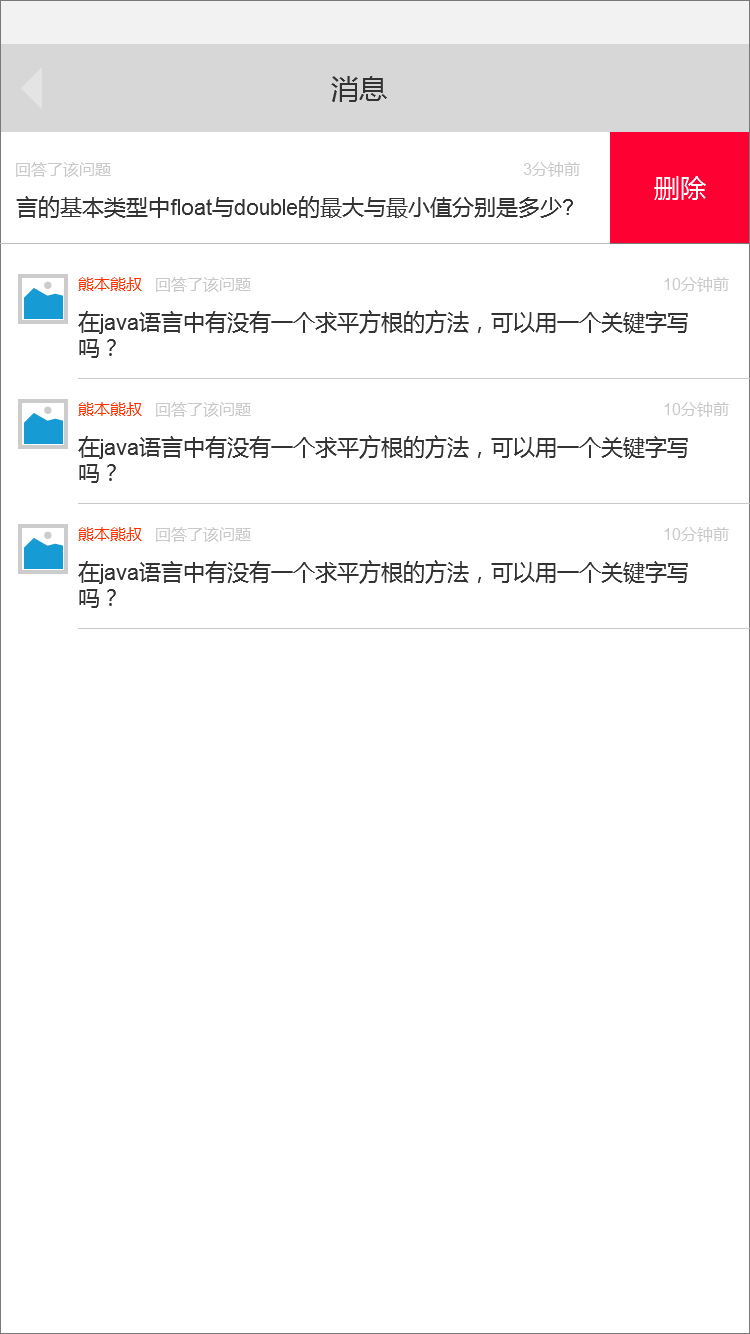 消息
回答了该问题 3分钟前
言的基本类型中float与double的最大与最小值分别是多少?
删除
熊本熊叔 回答了该问题 10分钟前
在java语言中有没有一个求平方根的方法，可以用一个关键字写
吗？
熊本熊叔 回答了该问题 10分钟前
在java语言中有没有一个求平方根的方法，可以用一个关键字写
吗？
熊本熊叔 回答了该问题 10分钟前
在java语言中有没有一个求平方根的方法，可以用一个关键字写
吗？